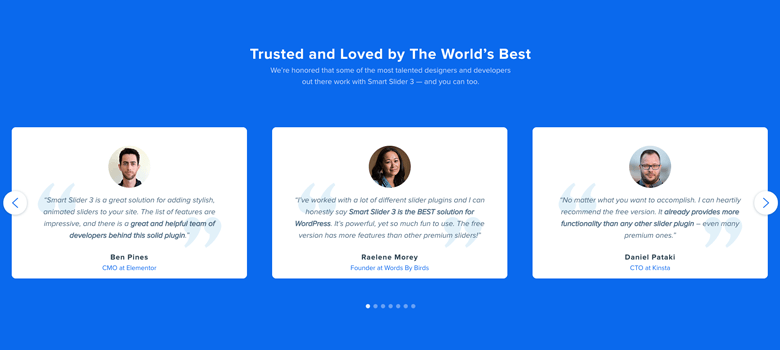 Trusted and Loved by The World's Best
We're honored that some of the most talented designers and developers
out there work with Smart Slider 3 — and you can too.
“Smart Slider 3 is a great solution for adding stylish,
animated sliders to your site. The list of features are
impressive, and there is a great and helpful team of
developers behind this solid plugin.”
Ben Pines
CMO at Elementor
“I've worked with a lot of different slider plugins and I can
honestly say Smart Slider 3 is the BEST solution for
WordPress. It's powerful, yet so much fun to use. The free
version has more features than other premium sliders!”
Raelene Morey
Founder at Words By Birds
“No matter what you want to accomplish. I can heartily
recommend the free version. It already provides more
functionality than any other slider plugin – even many
premium ones.”
Daniel Pataki
CTO at Kinsta